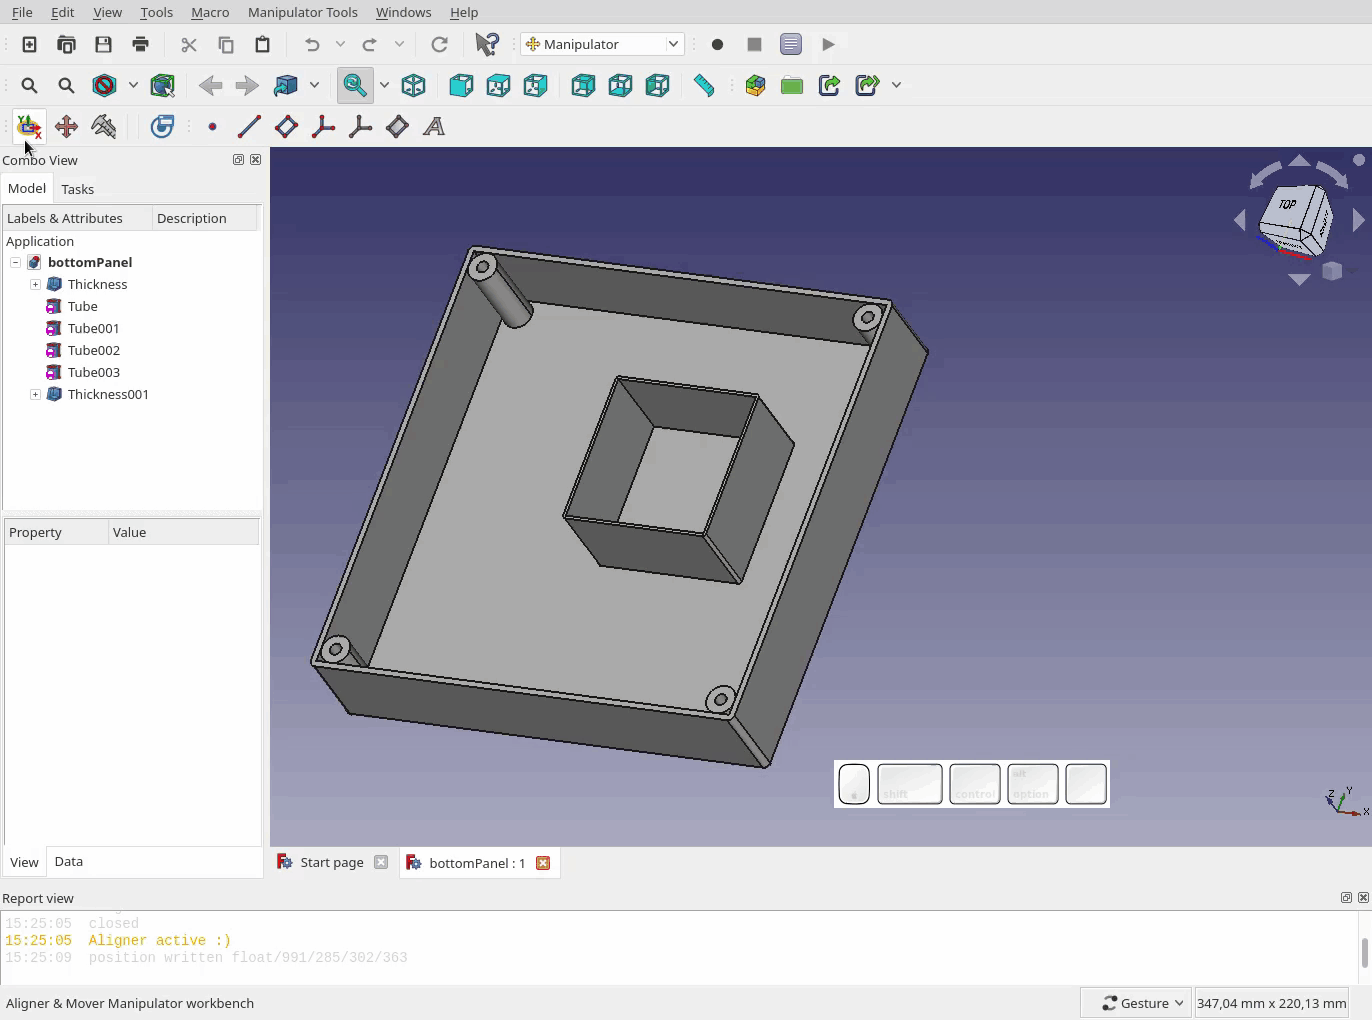 File Edit View Tools Macro Manipulator Tools Windows Help
Manipulator
Y
X
A
Combo View
Model Tasks
Labels & Attributes Description
Application
bottomPanel
Thickness
Tube
Tube001
Tube002
Tube003
Thickness001
TOP
Property Value
shift control alt option
Z Y X
View Data
Start page bottomPanel : 1
Report view
15:25:05 closed
15:25:05 Aligner active :)
15:25:09 position written float/991/285/302/363
Aligner & Mover Manipulator workbench
Gesture 347,04 mm x 220,13 mm